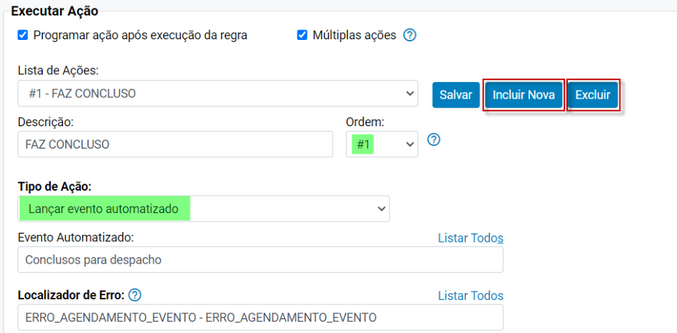 Executar Ação
Programar ação após execução da regra Múltiplas ações ?
Lista de Ações:
#1 - FAZ CONCLUSO Salvar Incluir Nova Excluir
Descrição: Ordem:
FAZ CONCLUSO #1 ?
Tipo de Ação:
Lançar evento automatizado
Evento Automatizado: Listar Todos
Conclusos para despacho
Localizador de Erro: ? Listar Todos
ERRO_AGENDAMENTO_EVENTO - ERRO_AGENDAMENTO_EVENTO